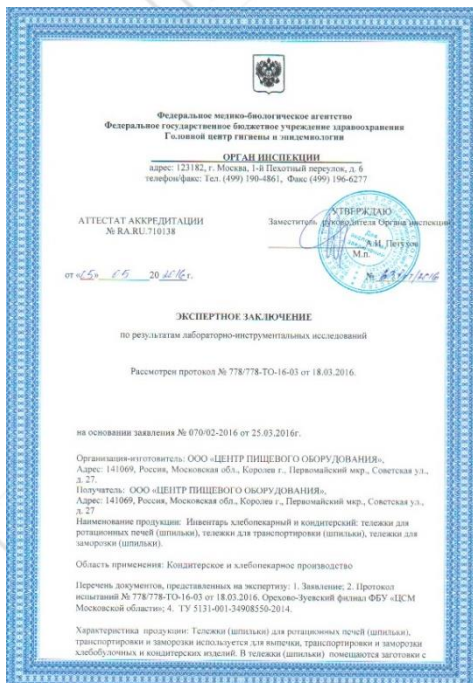 Федеральное медико-биологическое агентство
Федеральное государственное бюджетное учреждение здравоохранения
Головной центр гигиены и эпидемиологии
ОРГАН ИНСПЕКЦИИ
адрес: 123182, г. Москва, 1-й Пехотный переулок, д. 6
телефон/факс: Тел. (499) 190-4861, Факс (499) 196-6277
АТТЕСТАТ АККРЕДИТАЦИИ
№ RA.RU.710138
УТВЕРЖДАЮ
Заместитель руководителя Органа инспекции
А.И. Петухов
М.п.
от «05» 05 2016г.
ЭКСПЕРТНОЕ ЗАКЛЮЧЕНИЕ
по результатам лабораторно-инструментальных исследований
Рассмотрен протокол № 778/778-ТО-16-03 от 18.03.2016.
на основании заявления № 070/02-2016 от 25.03.2016г.
Организация-изготовитель: ООО «ЦЕНТР ПИЩЕВОГО ОБОРУДОВАНИЯ»,
Адрес: 141069, Россия, Московская обл., Королев г., Первомайский мкр., Советская ул.,
д. 27.
Получатель: ООО «ЦЕНТР ПИЩЕВОГО ОБОРУДОВАНИЯ»,
Адрес: 141069, Россия, Московская обл., Королев г., Первомайский мкр., Советская ул.,
д. 27
Наименование продукции: Инвентарь хлебопекарный и кондитерский: тележки для
ротационных печей (шпильки), тележки для транспортировки (шпильки), тележки для
заморозки (шпильки).
Область применения: Кондитерское и хлебопекарное производство
Перечень документов, представленных на экспертизу: 1. Заявление; 2. Протокол
испытаний № 778/778-ТО-16-03 от 18.03.2016. Орехово-Зуевский филиал ФБУ «ЦСМ
Московской области»; 4. ТУ 5131-001-34908550-2014.
Характеристика продукции: Тележки (шпильки) для ротационных печей (шпильки),
транспортировки и заморозки используется для выпечки, транспортировки и заморозки
хлебобулочных и кондитерских изделий. В тележки (шпильки) помещаются заготовки с